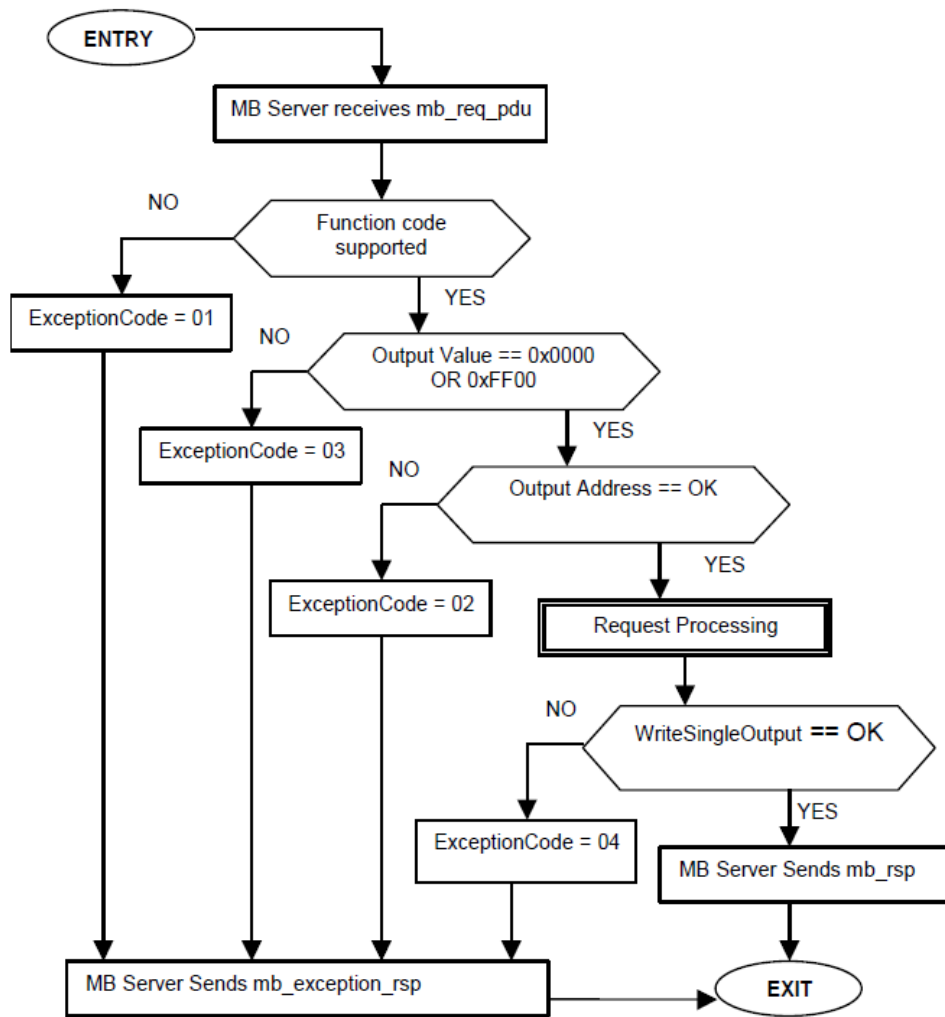 ENTRY
MB Server receives mb_req_pdu
NO
Function code
supported
YES
ExceptionCode = 01
NO
Output Value == 0x0000
OR 0xFF00
YES
ExceptionCode = 03
NO
Output Address == OK
YES
ExceptionCode = 02
Request Processing
NO
WriteSingleOutput == OK
YES
ExceptionCode = 04
MB Server Sends mb_rsp
MB Server Sends mb_exception_rsp
EXIT